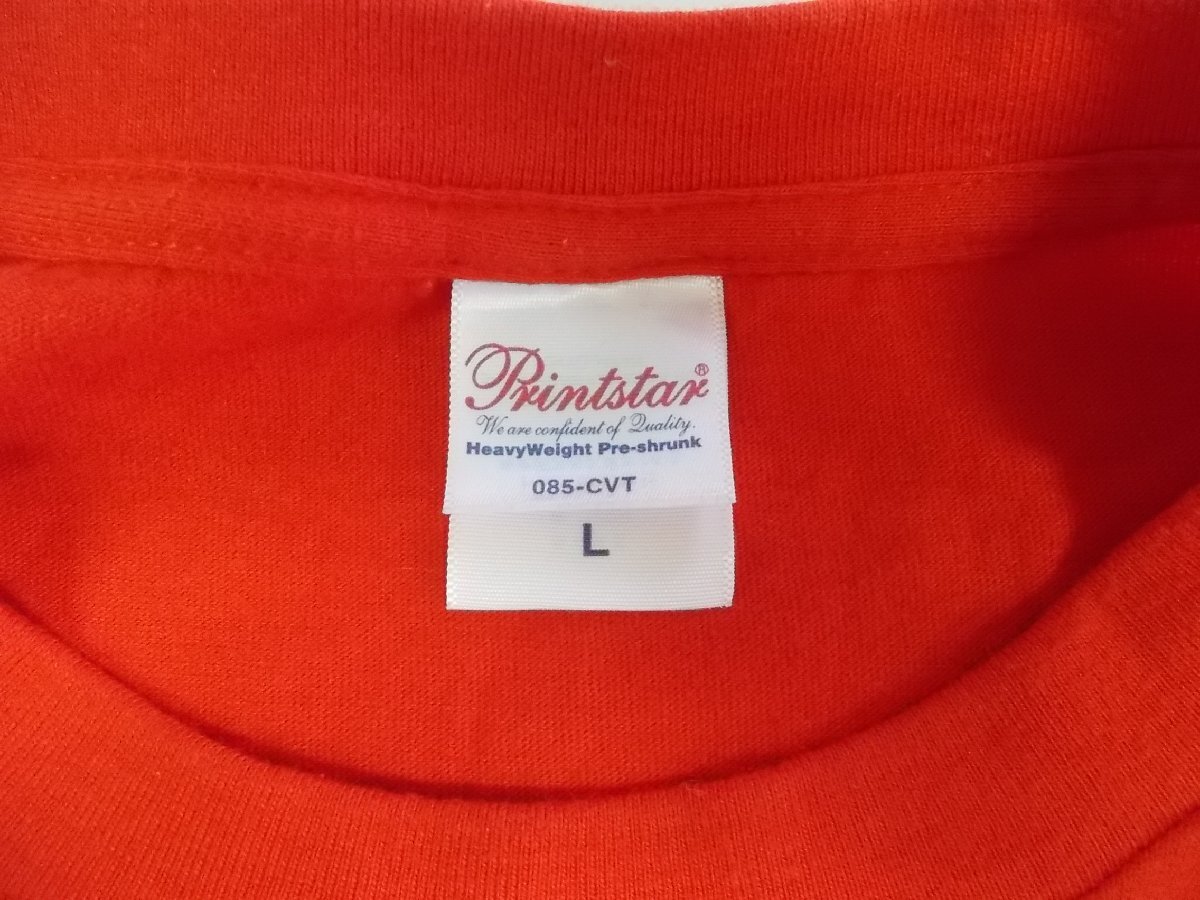 Printstar®
We are confident of Quality.
HeavyWeight Pre-shrunk
085-CVT
L